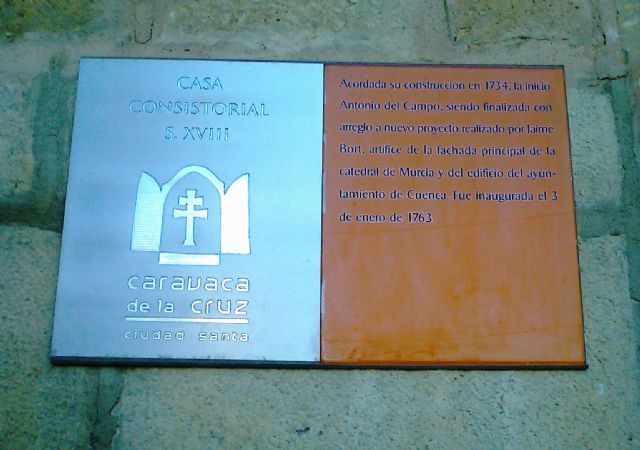 CASA
CONSISTORIAL
S. XVIII
caravaca
de la cruz
ciudad santa
Acordada su construcción en 1734, la inició
Antonio del Campo, siendo finalizada con
arreglo a nuevo proyecto realizado por Jaime
Bort, artífice de la fachada principal de la
catedral de Murcia y del edificio del ayun-
tamiento de Cuenca. Fue inaugurada el 3
de enero de 1763.